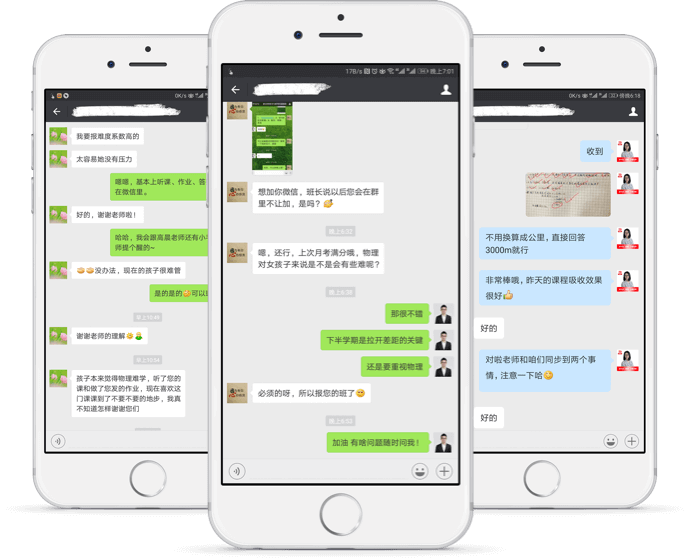 0K/s
我要报难度系数高的
太容易她没有压力
嗯嗯，基本上听课、作业、答
在微信里。
好的，谢谢老师啦！
哈哈，我会跟高晨老师还有小
师提个醒的~
没办法，现在的孩子很难管
是的是的
可以
谢谢老师的理解
孩子本来觉得物理难学，听了您的
课和做了您发的作业，现在喜欢这
门课课到了不要不要的地步，我真
不知道怎样谢谢您们
17B/s
晚上7:01
想加你微信，班长说以后您会在群
里不让加，是吗？
晚上6:32
嗯，还行，上次月考满分哦，物理
对女孩子来说是不是会有些难呢？
那很不错
下半学期是拉开差距的关键
还是要重视物理
必须的呀，所以报您的班了
加油 有啥问题随时问我！
0K/s
傍晚6:18
收到
不用换算成公里，直接回答
3000m就行
非常棒哦，昨天的课程吸收效果
很好
好的
对啦老师和咱们同步到两个事
情，注意一下哈
好的